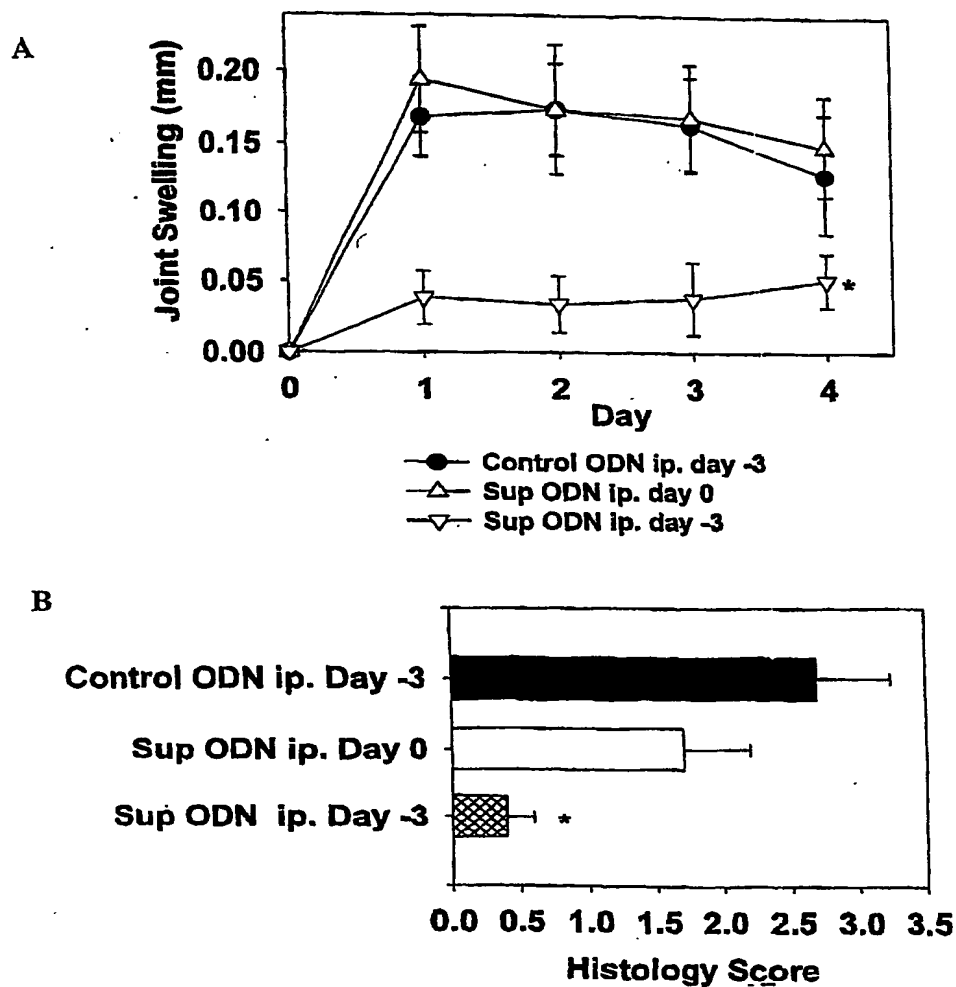 A
Joint Swelling (mm)
0.20
0.15
0.10
0.05
0.00
0 1 2 3 4
*
Day
Control ODN ip. day -3
Sup ODN ip. day 0
Sup ODN ip. day -3
B
Control ODN ip. Day -3
Sup ODN ip. Day 0
Sup ODN ip. Day -3
*
0.0 0.5 1.0 1.5 2.0 2.5 3.0 3.5
Histology Score